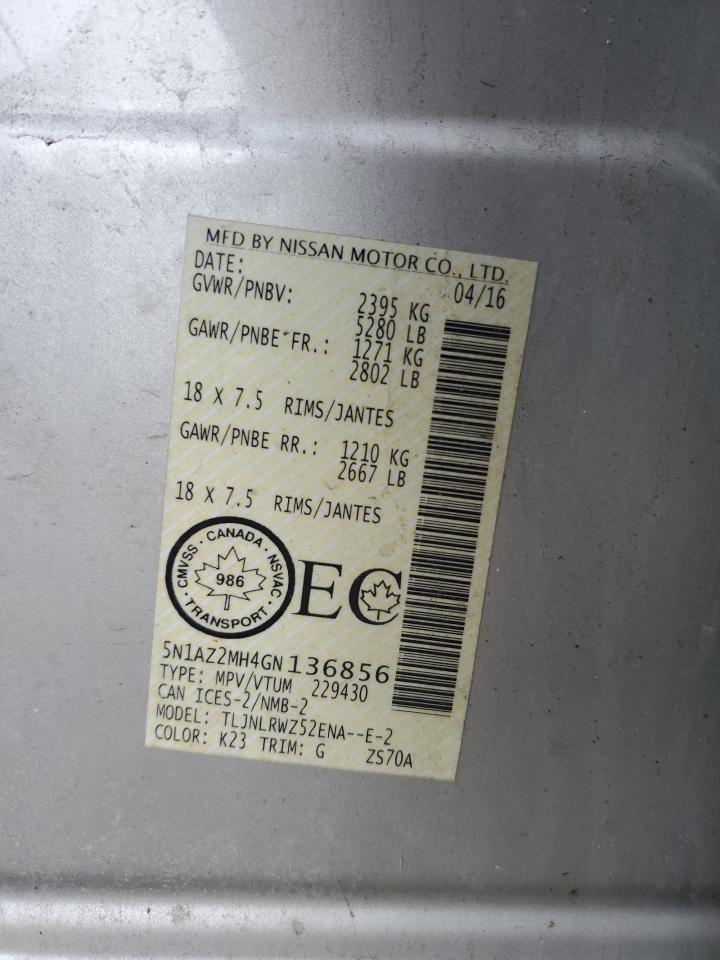 MFD BY NISSAN MOTOR CO., LTD.
DATE: 04/16
GVWR/PNBV: 2395 KG
5280 LB
GAWR/PNBE FR.: 1271 KG
2802 LB
18 X 7.5 RIMS/JANTES
GAWR/PNBE RR.: 1210 KG
2667 LB
18 X 7.5 RIMS/JANTES
CMVSS · CANADA · NSVAC · TRANSPORT ·
986
EC
5N1AZ2MH4GN136856
TYPE: MPV/VTUM 229430
CAN ICES-2/NMB-2
MODEL: TLJNLRWZ52ENA--E-2
COLOR: K23 TRIM: G ZS70A